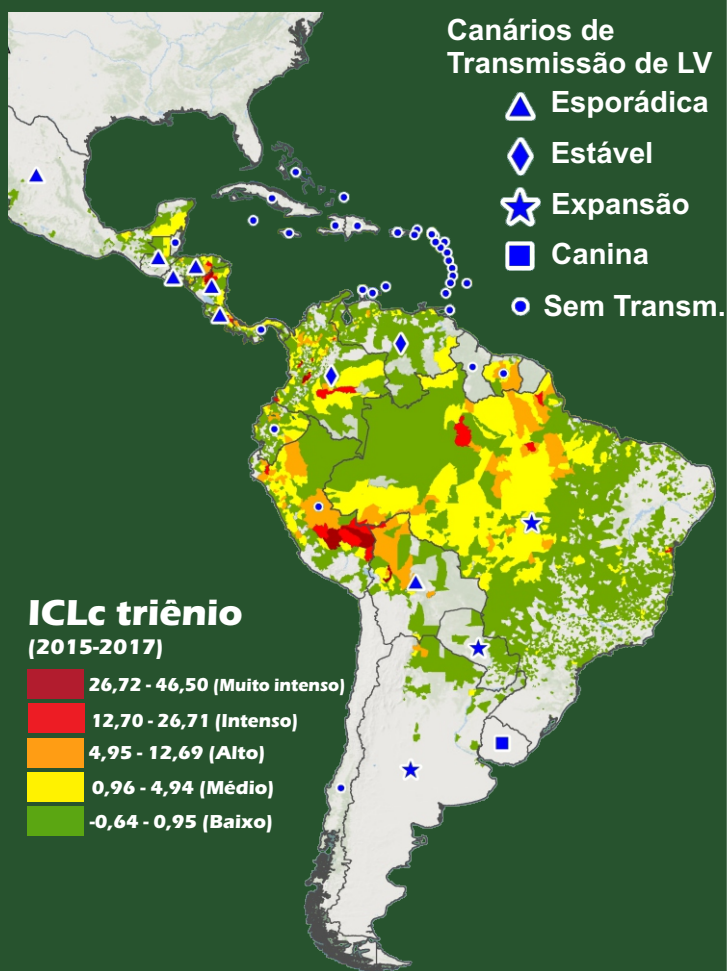 Canários de
Transmissão de LV
Esporádica
Estável
Expansão
Canina
Sem Transm.
ICLc triênio
(2015-2017)
26,72 - 46,50 (Muito intenso)
12,70 - 26,71 (Intenso)
4,95 - 12,69 (Alto)
0,96 - 4,94 (Médio)
-0,64 - 0,95 (Baixo)